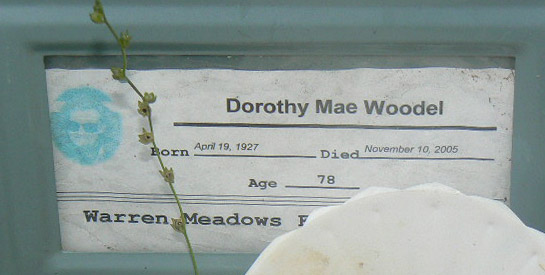 Dorothy Mae Woodel
Born April 19, 1927 Died November 10, 2005
Age 78
Warren Meadows